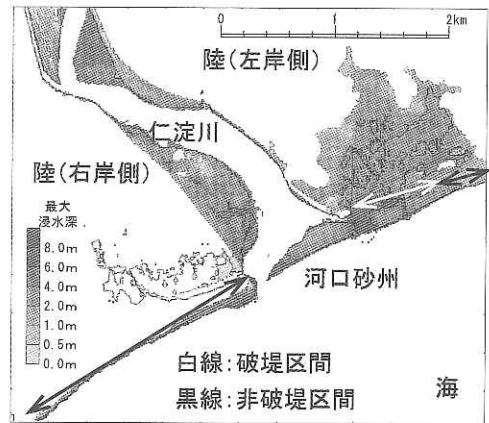 0 1 2km
陸(左岸側)
仁淀川
陸(右岸側)
最大
浸水深
8.0m
6.0m
4.0m
2.0m
1.0m
0.5m
0.0m
河口砂州
白線:破堤区間
黒線:非破堤区間
海